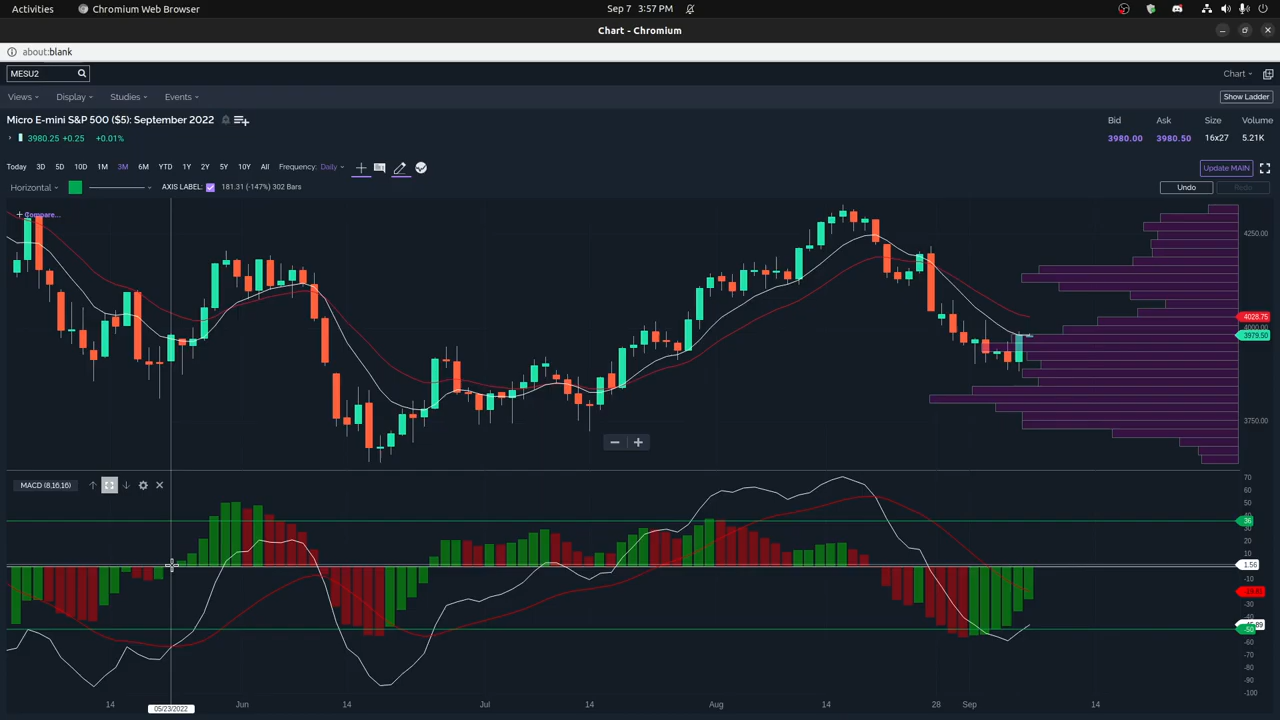 Activities Chromium Web Browser Sep 7 3:57 PM
Chart - Chromium
about:blank
MESU2 Chart
Views Display Studies Events Show Ladder
Micro E-mini S&P 500 ($5): September 2022 Bid Ask Size Volume
3980.25 +0.25 +0.01% 3980.00 3980.50 16x27 5.21K
Today 3D 5D 10D 1M 3M 6M YTD 1Y 2Y 5Y 10Y All Frequency: Daily Update MAIN
Horizontal AXIS LABEL: 181.31 (-147%) 302 Bars Undo Redo
+ Compare...
4250.00
4028.75
4000.00
3979.50
3750.00
MACD (8,16,16)
70
60
50
40
36
30
20
10
1.56
-10
-30
-40
-50
-60
-70
-80
-90
-100
14 05/23/2022 Jun 14 Jul 14 Aug 14 28 Sep 14